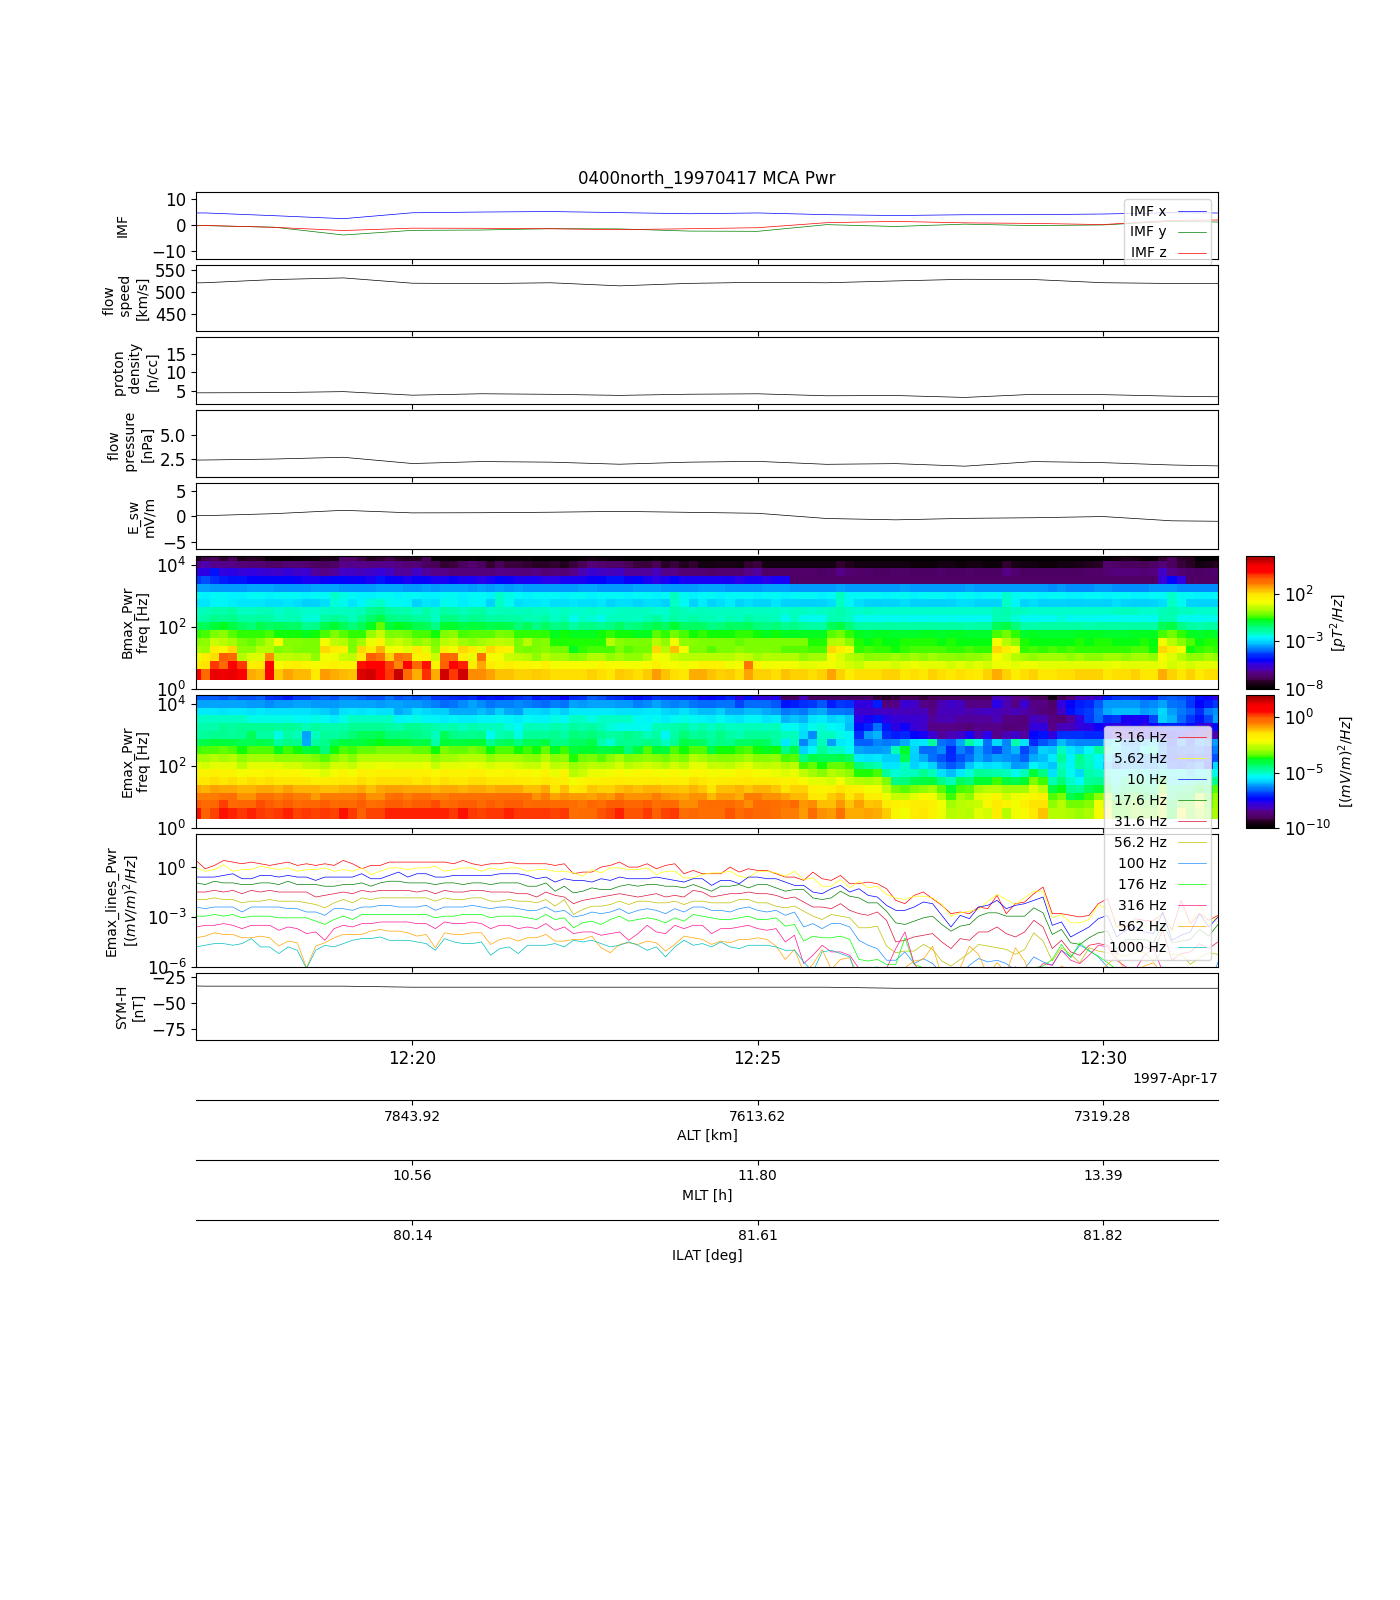 0400north_19970417 MCA Pwr
10
0
−10
IMF
IMF x
IMF y
IMF z
550
500
450
flow
speed
[km/s]
15
10
5
proton
density
[n/cc]
5.0
2.5
flow
pressure
[nPa]
5
0
−5
E_sw
mV/m
10^4
10^2
10^0
Bmax_Pwr
freq [Hz]
10^2
10^−3
10^−8
[pT^2/Hz]
10^4
10^2
10^0
Emax_Pwr
freq [Hz]
10^0
10^−5
10^−10
[(mV/m)^2/Hz]
3.16 Hz
5.62 Hz
10 Hz
17.6 Hz
31.6 Hz
56.2 Hz
100 Hz
176 Hz
316 Hz
562 Hz
1000 Hz
10^0
10^−3
10^−6
Emax_lines_Pwr
[(mV/m)^2/Hz]
−25
−50
−75
SYM-H
[nT]
12:20 12:25 12:30
1997-Apr-17
7843.92 7613.62 7319.28
ALT [km]
10.56 11.80 13.39
MLT [h]
80.14 81.61 81.82
ILAT [deg]